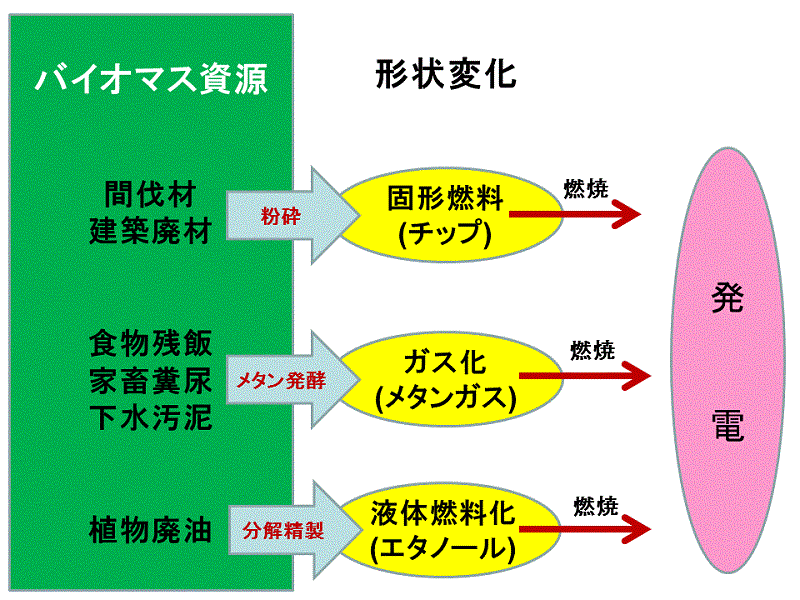 バイオマス資源
形状変化
間伐材
建築廃材
粉砕
固形燃料
(チップ)
燃焼
食物残飯
家畜糞尿
下水汚泥
メタン発酵
ガス化
(メタンガス)
燃焼
植物廃油
分解精製
液体燃料化
(エタノール)
燃焼
発
電